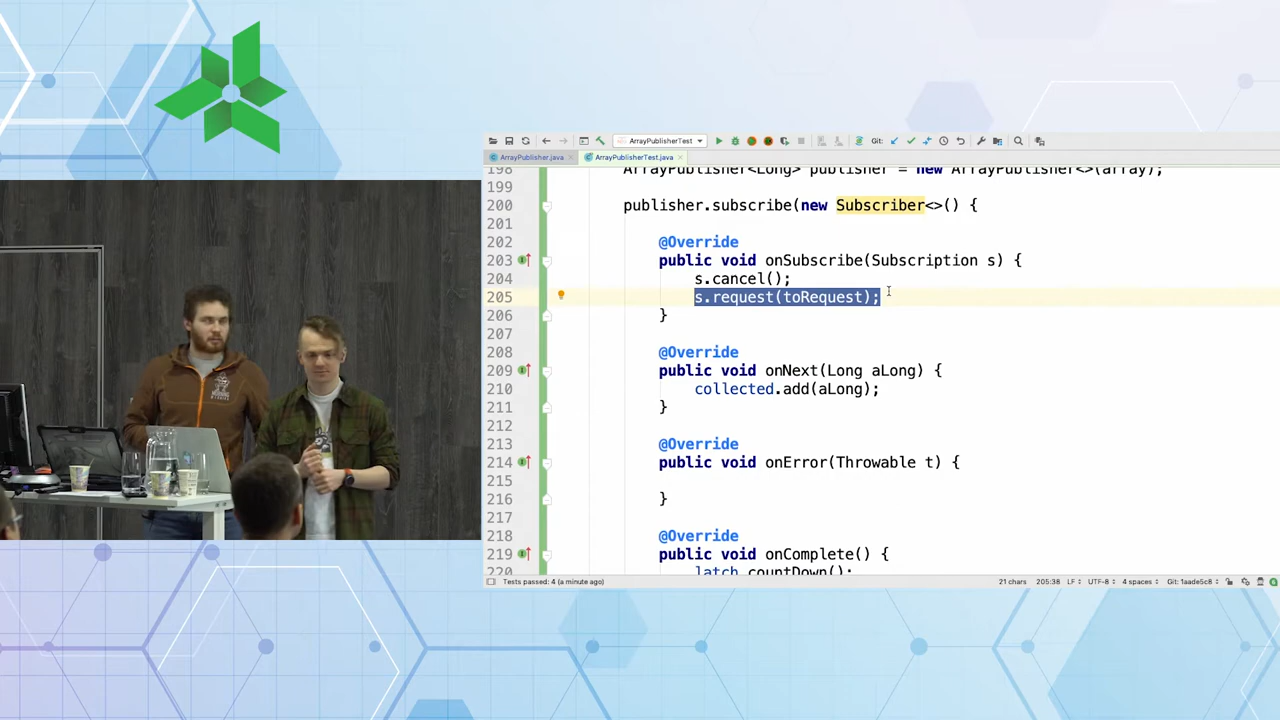 ArrayPublisherTest
Git:
ArrayPublisher.java
ArrayPublisherTest.java
198 ArrayPublisher<Long> publisher = new ArrayPublisher<>(array);
199
200 publisher.subscribe(new Subscriber<>() {
201
202 @Override
203 public void onSubscribe(Subscription s) {
204 s.cancel();
205 s.request(toRequest);
206 }
207
208 @Override
209 public void onNext(Long aLong) {
210 collected.add(aLong);
211 }
212
213 @Override
214 public void onError(Throwable t) {
215
216 }
217
218 @Override
219 public void onComplete() {
220 latch.countDown();
Tests passed: 4 (a minute ago)
21 chars 205:38 LF UTF-8 4 spaces Git: 1aade5c8